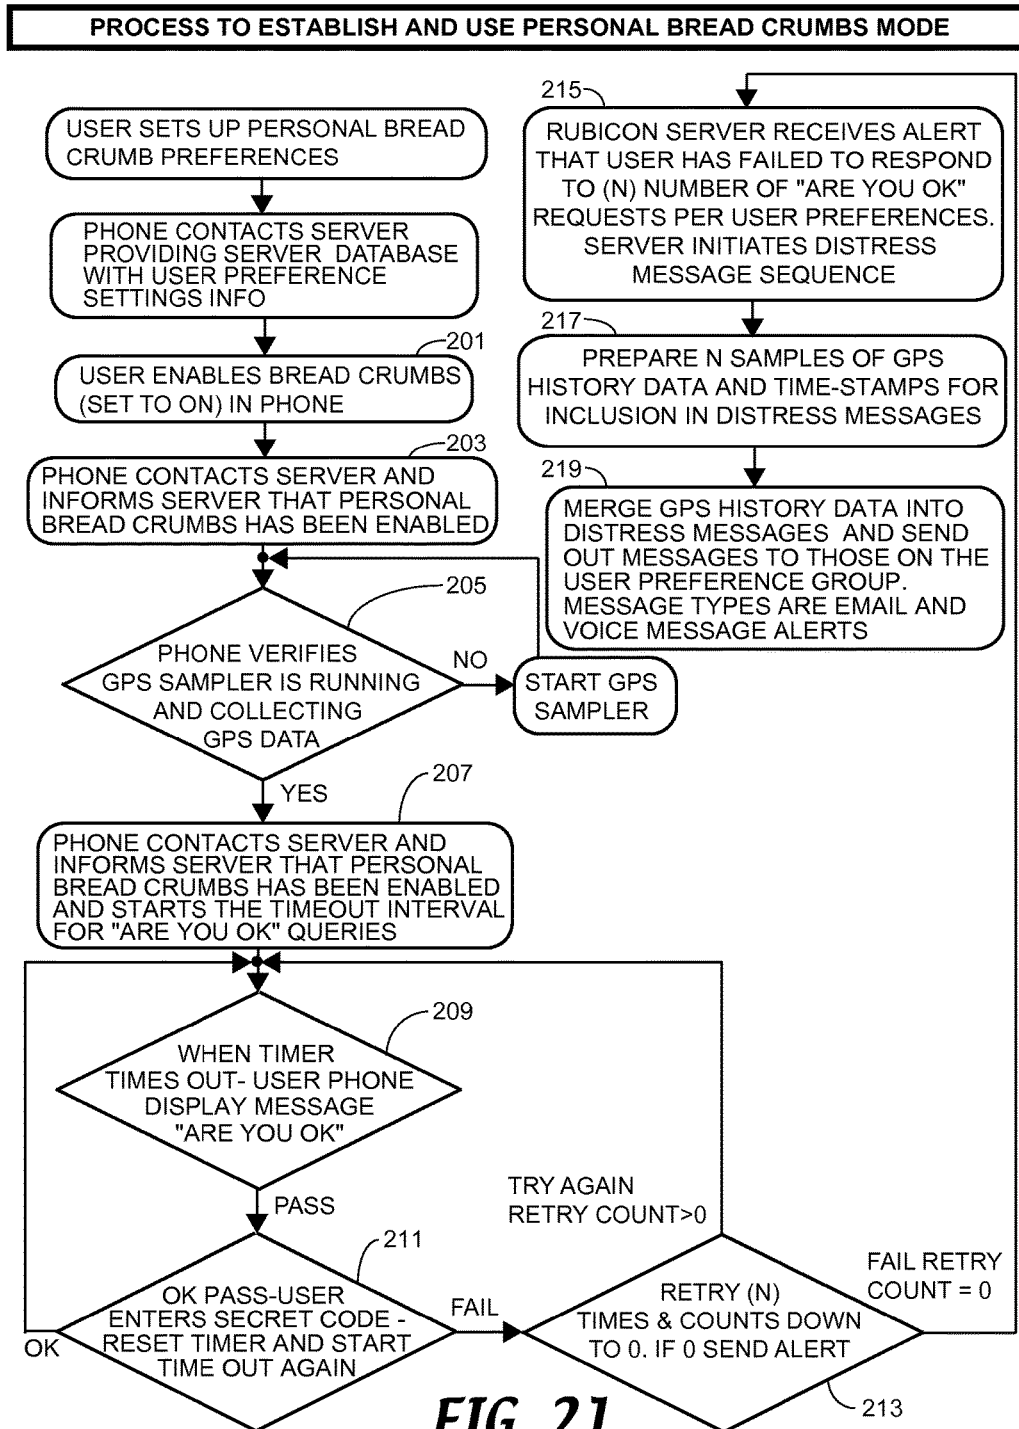 PROCESS TO ESTABLISH AND USE PERSONAL BREAD CRUMBS MODE
USER SETS UP PERSONAL BREAD
CRUMB PREFERENCES
PHONE CONTACTS SERVER
PROVIDING SERVER DATABASE
WITH USER PREFERENCE
SETTINGS INFO
201
USER ENABLES BREAD CRUMBS
(SET TO ON) IN PHONE
203
PHONE CONTACTS SERVER AND
INFORMS SERVER THAT PERSONAL
BREAD CRUMBS HAS BEEN ENABLED
205
PHONE VERIFIES
GPS SAMPLER IS RUNNING
AND COLLECTING
GPS DATA
NO
START GPS
SAMPLER
YES
207
PHONE CONTACTS SERVER AND
INFORMS SERVER THAT PERSONAL
BREAD CRUMBS HAS BEEN ENABLED
AND STARTS THE TIMEOUT INTERVAL
FOR "ARE YOU OK" QUERIES
209
WHEN TIMER
TIMES OUT- USER PHONE
DISPLAY MESSAGE
"ARE YOU OK"
PASS
211
OK PASS-USER
ENTERS SECRET CODE -
RESET TIMER AND START
TIME OUT AGAIN
OK
FAIL
TRY AGAIN
RETRY COUNT>0
RETRY (N)
TIMES & COUNTS DOWN
TO 0. IF 0 SEND ALERT
213
FAIL RETRY
COUNT = 0
215
RUBICON SERVER RECEIVES ALERT
THAT USER HAS FAILED TO RESPOND
TO (N) NUMBER OF "ARE YOU OK"
REQUESTS PER USER PREFERENCES.
SERVER INITIATES DISTRESS
MESSAGE SEQUENCE
217
PREPARE N SAMPLES OF GPS
HISTORY DATA AND TIME-STAMPS FOR
INCLUSION IN DISTRESS MESSAGES
219
MERGE GPS HISTORY DATA INTO
DISTRESS MESSAGES AND SEND
OUT MESSAGES TO THOSE ON THE
USER PREFERENCE GROUP.
MESSAGE TYPES ARE EMAIL AND
VOICE MESSAGE ALERTS
FIG. 21